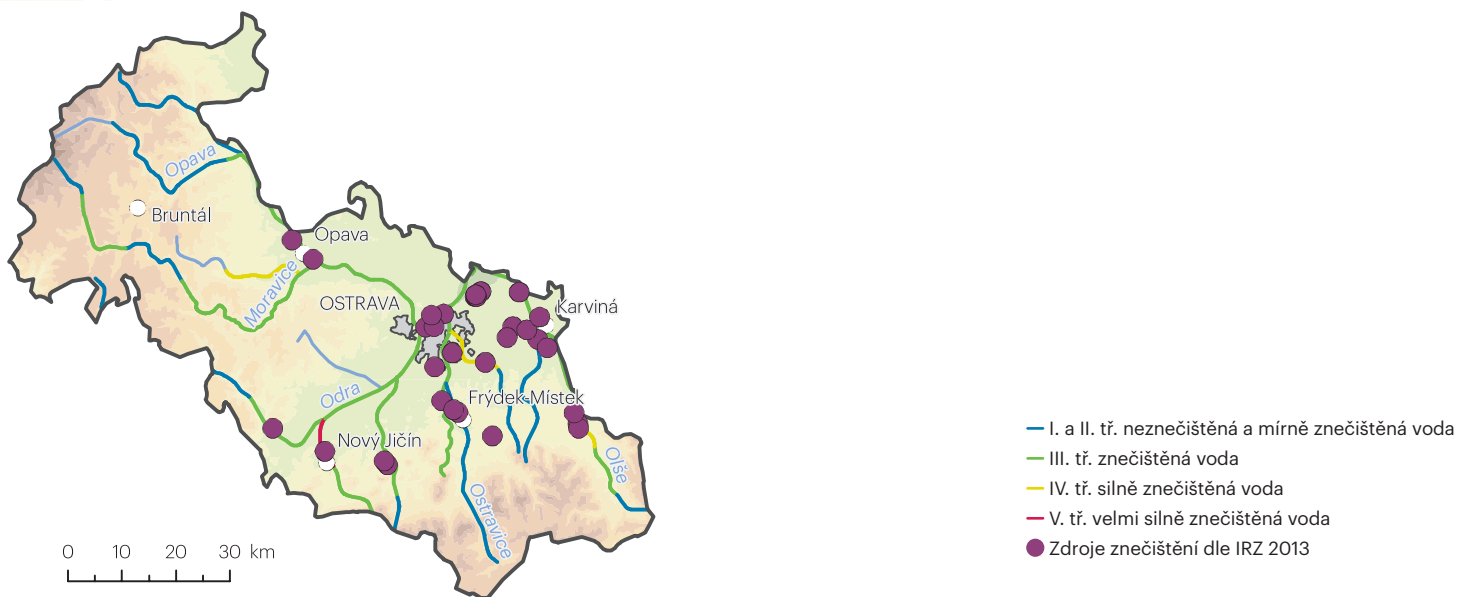 Opava
Bruntál
Opava
Moravice
OSTRAVA
Karviná
Odra
Frýdek-Místek
Nový Jičín
Olše
Ostravice
0 10 20 30 km
I. a II. tř. neznečištěná a mírně znečištěná voda
III. tř. znečištěná voda
IV. tř. silně znečištěná voda
V. tř. velmi silně znečištěná voda
Zdroje znečištění dle IRZ 2013